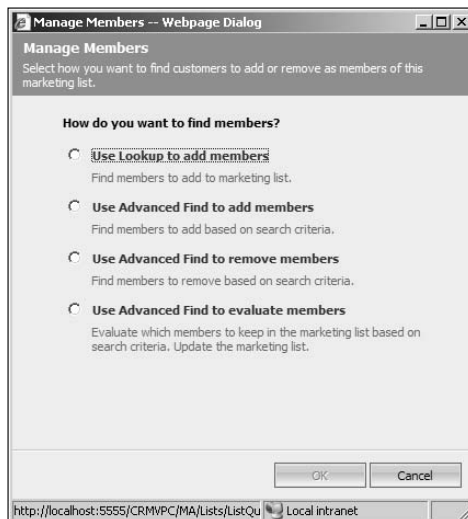 Manage Members -- Webpage Dialog
Manage Members
Select how you want to find customers to add or remove as members of this
marketing list.
How do you want to find members?
Use Lookup to add members
Find members to add to marketing list.
Use Advanced Find to add members
Find members to add based on search criteria.
Use Advanced Find to remove members
Find members to remove based on search criteria.
Use Advanced Find to evaluate members
Evaluate which members to keep in the marketing list based on
search criteria. Update the marketing list.
OK Cancel
http://localhost:5555/CRMVPC/MA/Lists/ListQu Local intranet